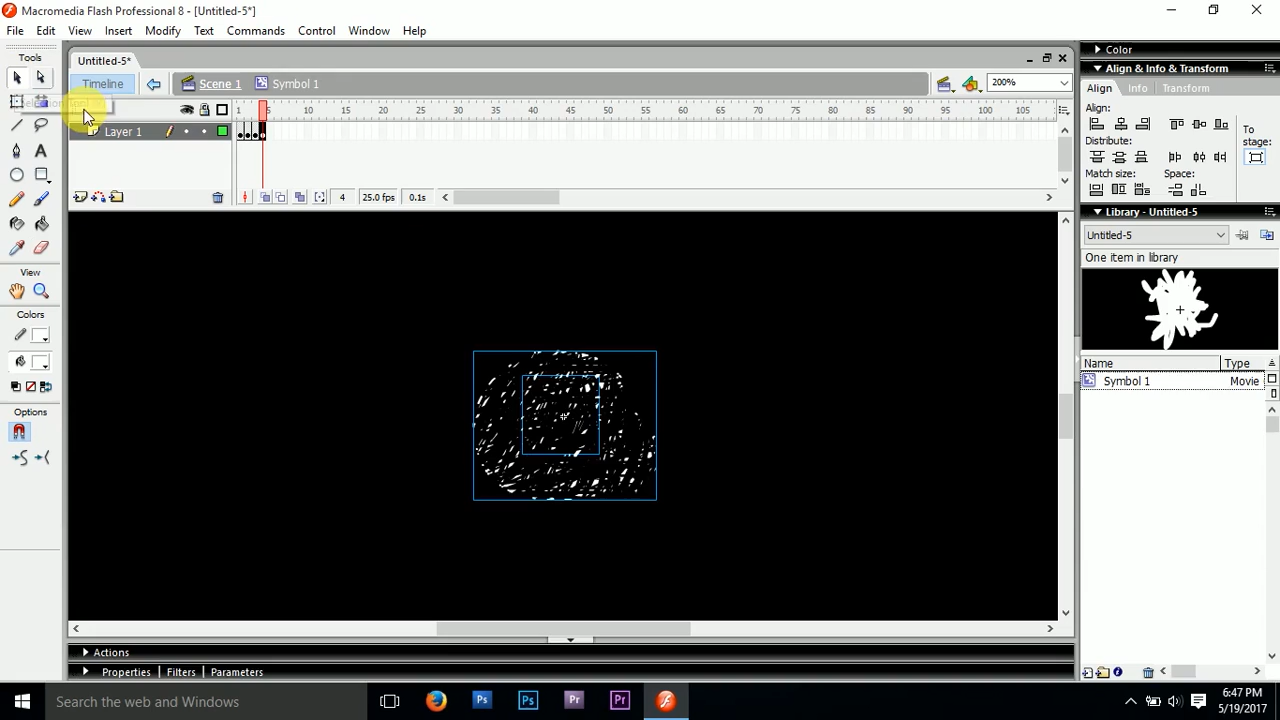 Macromedia Flash Professional 8 - [Untitled-5*]
File Edit View Insert Modify Text Commands Control Window Help
Tools
Untitled-5*
Timeline Scene 1 Symbol 1 200%
1 5 10 15 20 25 30 35 40 45 50 55 60 65 70 75 80 85 90 95 100 105
Layer 1
4 25.0 fps 0.1s
View
Colors
Options
Color
Align & Info & Transform
Align Info Transform
Align:
To stage:
Distribute:
Match size: Space:
Library - Untitled-5
Untitled-5
One item in library
Name Type
Symbol 1 Movie
Actions
Properties Filters Parameters
Search the web and Windows
Ps Ps Pr Pr
6:47 PM
5/19/2017